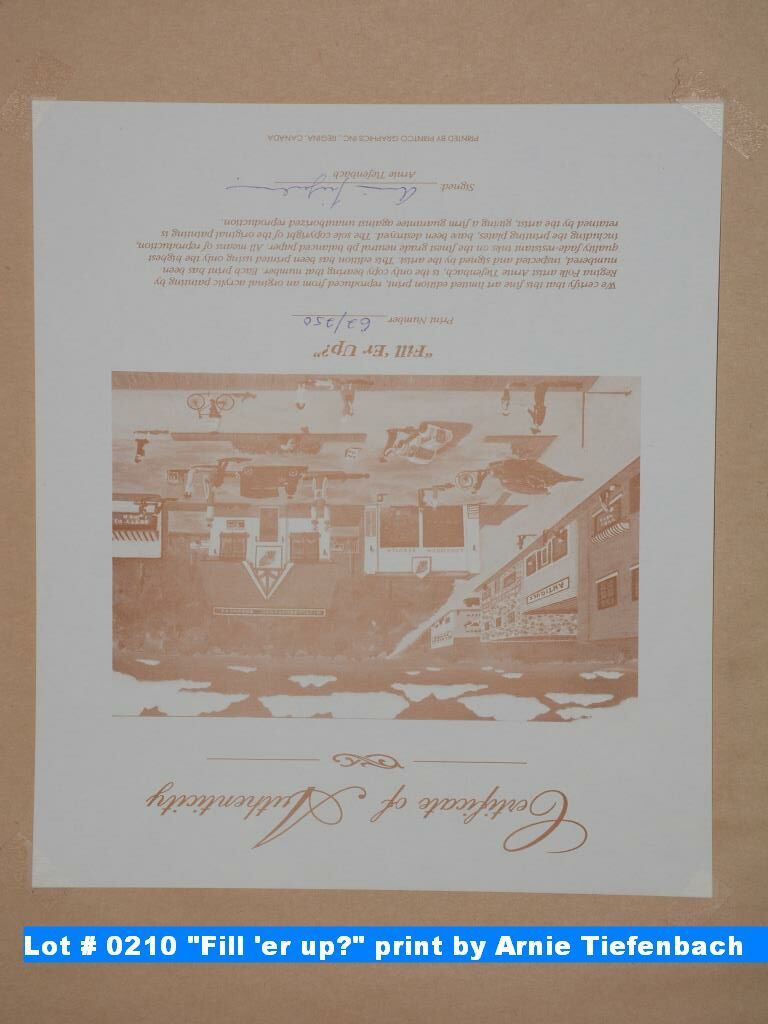 Certificate of Authenticity
ANTIQUES
"Fill 'Er Up?"
Print Number 62/750
We certify that this fine art limited edition print, reproduced from an orginal acrylic painting by
Regina Folk artist Arnie Tiefenbach, is the only copy bearing that number. Each print has been
numbered, inspected and signed by the artist. This edition has been printed using only the highest
quality fade-resistant inks on the finest grade neutral ph balanced paper. All means of reproduction,
including the printing plates, have been destroyed. The sole copyright of the original painting is
retained by the artist, giving a firm guarantee against unauthorized reproduction.
Signed:
Arnie Tiefenbach
PRINTED BY PRINTCO GRAPHICS INC., REGINA, CANADA
Lot # 0210 "Fill 'er up?" print by Arnie Tiefenbach